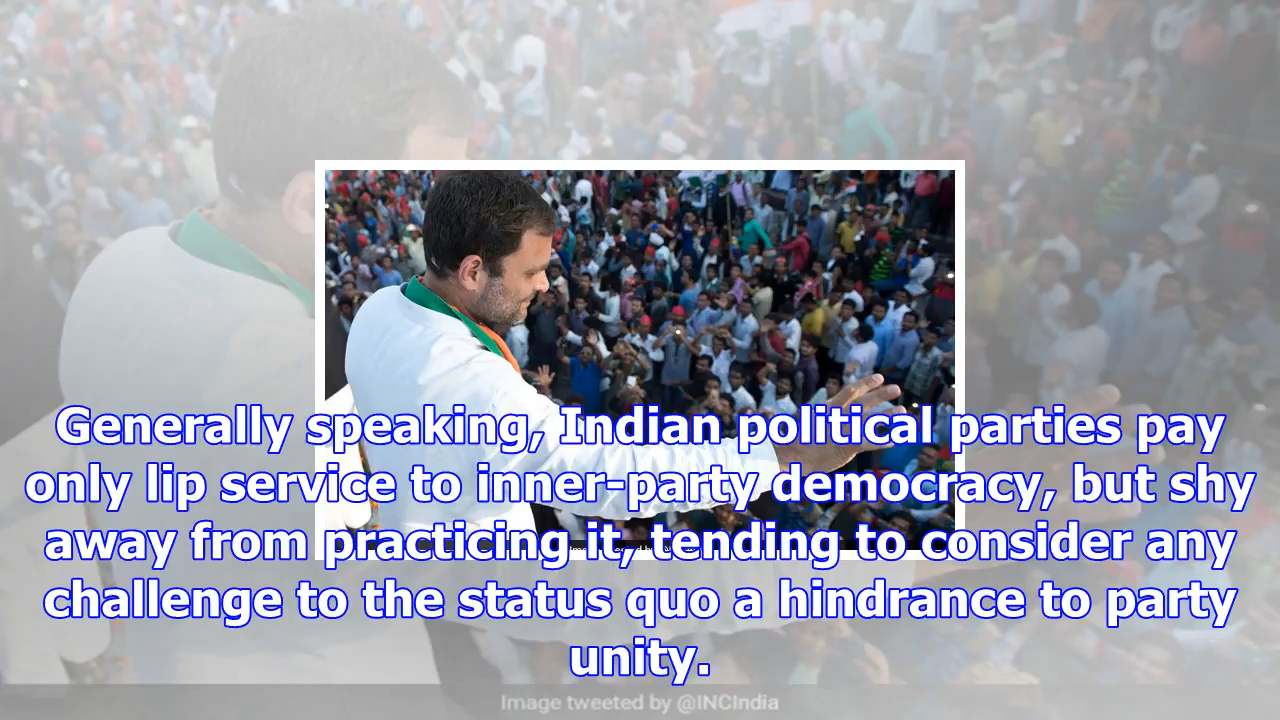 Generally speaking, Indian political parties pay
only lip service to inner-party democracy, but shy
away from practicing it, tending to consider any
challenge to the status quo a hindrance to party
unity.
Image tweeted by @INCIndia